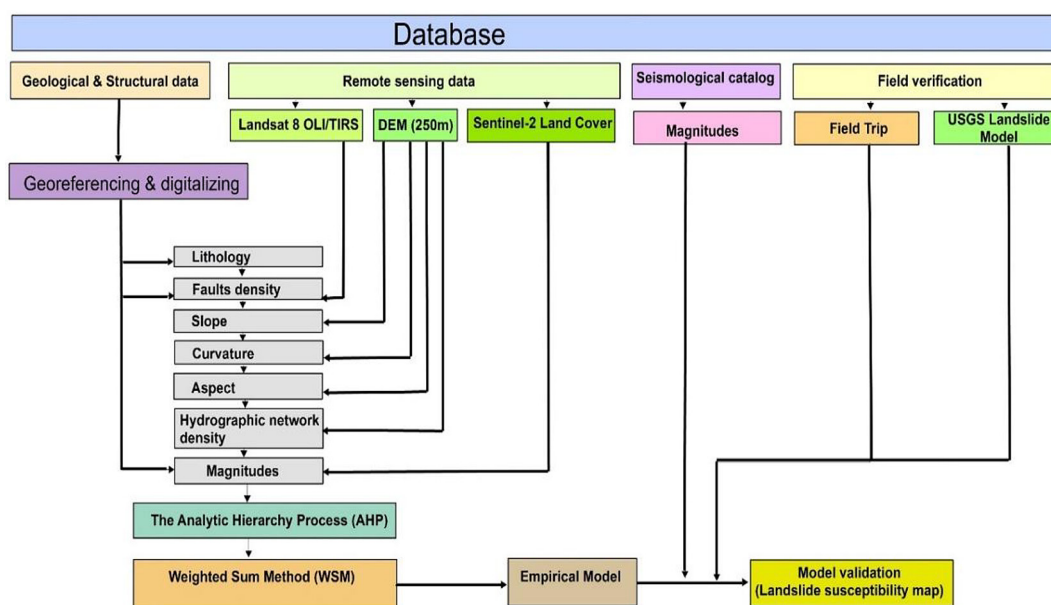 Database
Geological & Structural data
Remote sensing data
Seismological catalog
Field verification
Landsat 8 OLI/TIRS
DEM (250m)
Sentinel-2 Land Cover
Magnitudes
Field Trip
USGS Landslide
Model
Georeferencing & digitalizing
Lithology
Faults density
Slope
Curvature
Aspect
Hydrographic network
density
Magnitudes
The Analytic Hierarchy Process (AHP)
Weighted Sum Method (WSM)
Empirical Model
Model validation
(Landslide susceptibility map)